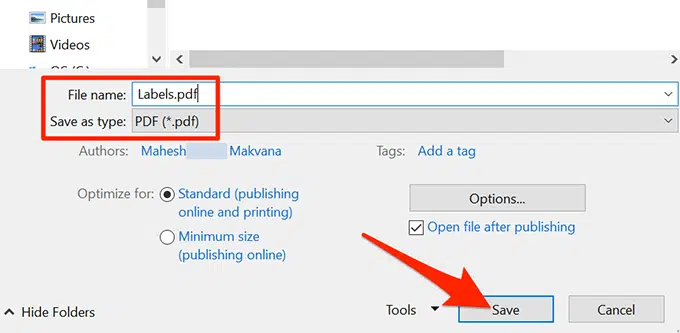 Pictures
Videos
File name: Labels.pdf
Save as type: PDF (*.pdf)
Authors: Mahesh Makvana Tags: Add a tag
Optimize for: Standard (publishing
online and printing)
Minimum size
(publishing online)
Options...
Open file after publishing
Hide Folders Tools Save Cancel